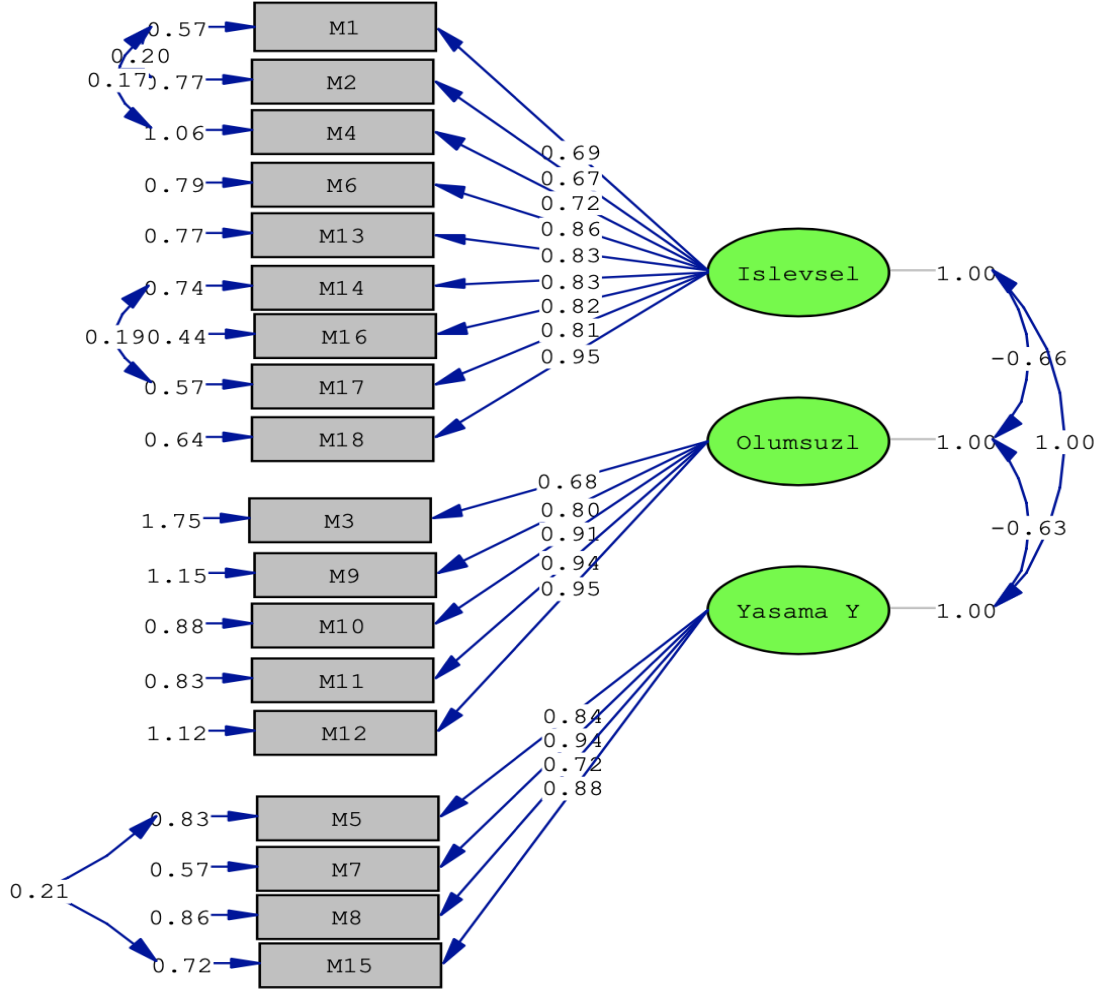 0.57 M1
0.20
0.17 0.77 M2
1.06 M4
0.79 M6
0.77 M13
0.74 M14
0.19 0.44 M16
0.57 M17
0.64 M18
0.69
0.67
0.72
0.86
0.83
0.83
0.82
0.81
0.95
Islevsel 1.00
-0.66
Olumsuzl 1.00 1.00
-0.63
Yasama Y 1.00
1.75 M3
1.15 M9
0.88 M10
0.83 M11
1.12 M12
0.68
0.80
0.91
0.94
0.95
0.83 M5
0.57 M7
0.21
0.86 M8
0.72 M15
0.84
0.94
0.72
0.88